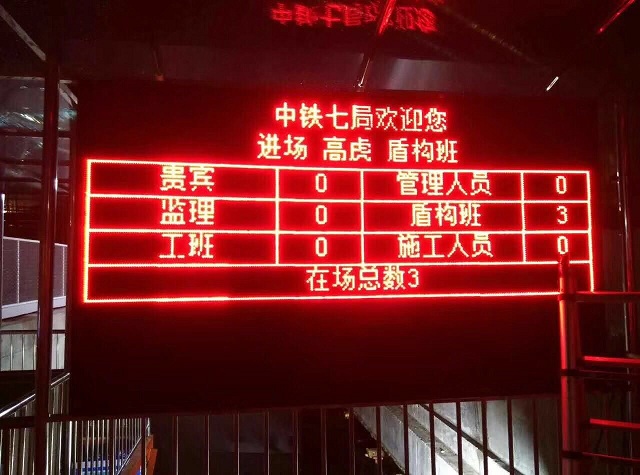 中铁七局欢迎您
进场 高虎 盾构班
贵宾 0 管理人员 0
监理 0 盾构班 3
工班 0 施工人员 0
在场总数3